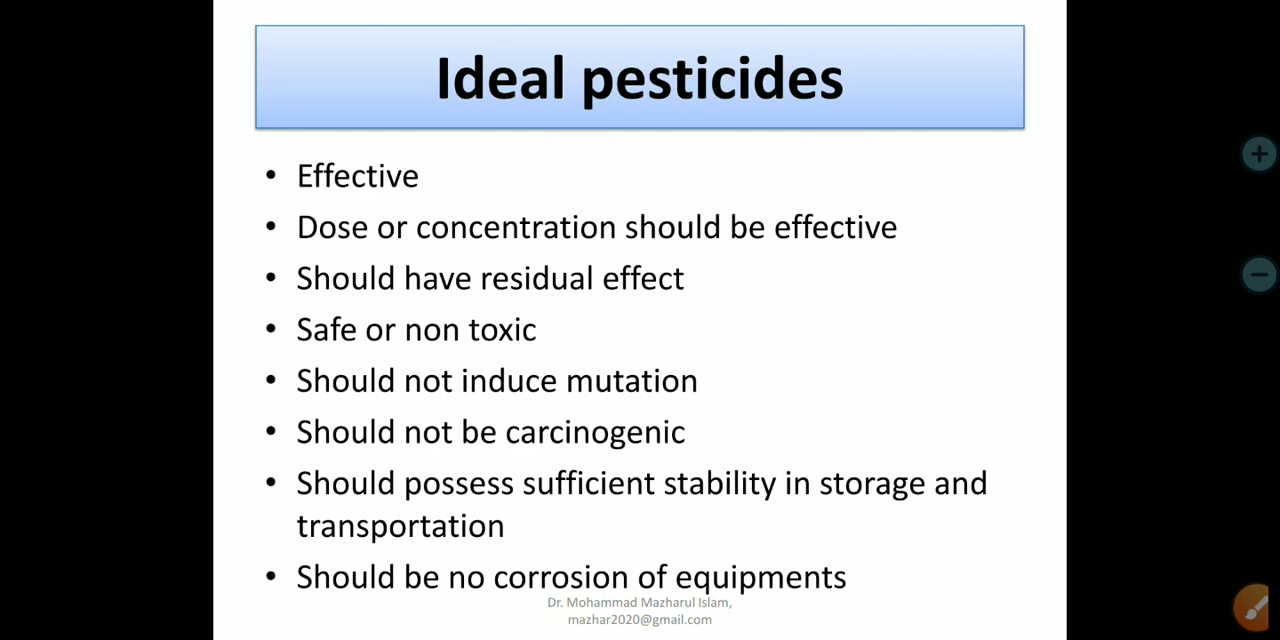 Ideal pesticides
• Effective
• Dose or concentration should be effective
• Should have residual effect
• Safe or non toxic
• Should not induce mutation
• Should not be carcinogenic
• Should possess sufficient stability in storage and
transportation
• Should be no corrosion of equipments
Dr. Mohammad Mazharul Islam,
mazhar2020@gmail.com